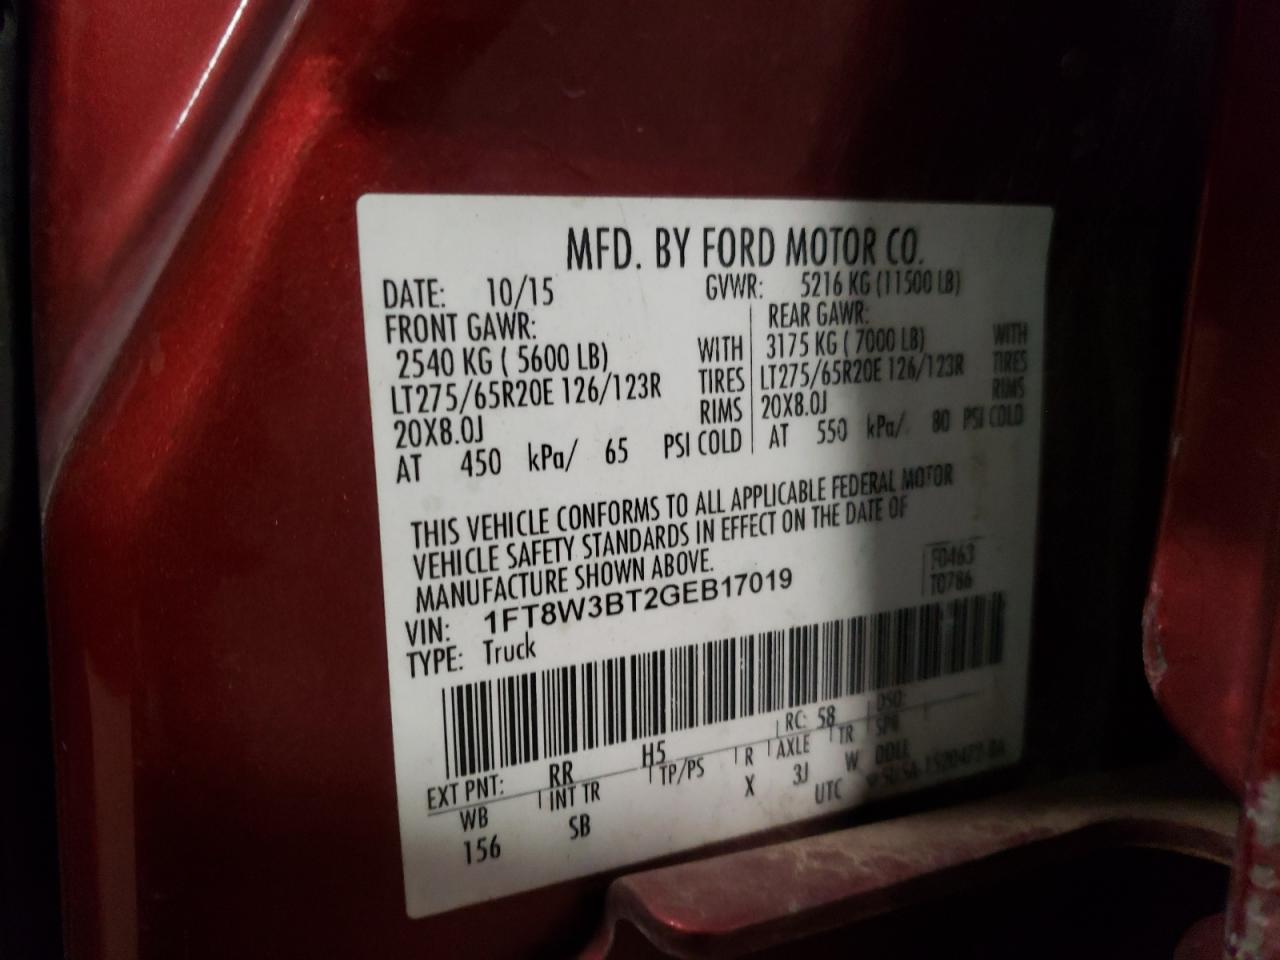 MFD. BY FORD MOTOR CO.
DATE: 10/15 GVWR: 5216 KG (11500 LB)
FRONT GAWR: REAR GAWR:
2540 KG ( 5600 LB) WITH 3175 KG ( 7000 LB) WITH
LT275/65R20E 126/123R TIRES LT275/65R20E 126/123R TIRES
20X8.0J RIMS 20X8.0J RIMS
AT 450 kPa/ 65 PSI COLD AT 550 kPa/ 80 PSI COLD
THIS VEHICLE CONFORMS TO ALL APPLICABLE FEDERAL MOTOR
VEHICLE SAFETY STANDARDS IN EFFECT ON THE DATE OF
MANUFACTURE SHOWN ABOVE.
F0463
T0786
VIN: 1FT8W3BT2GEB17019
TYPE: Truck
EXT PNT: RR H5 RC: 58 DSO:
WB INT TR TP/PS R AXLE TR SPR
156 SB X 3J W DDLL
UTC